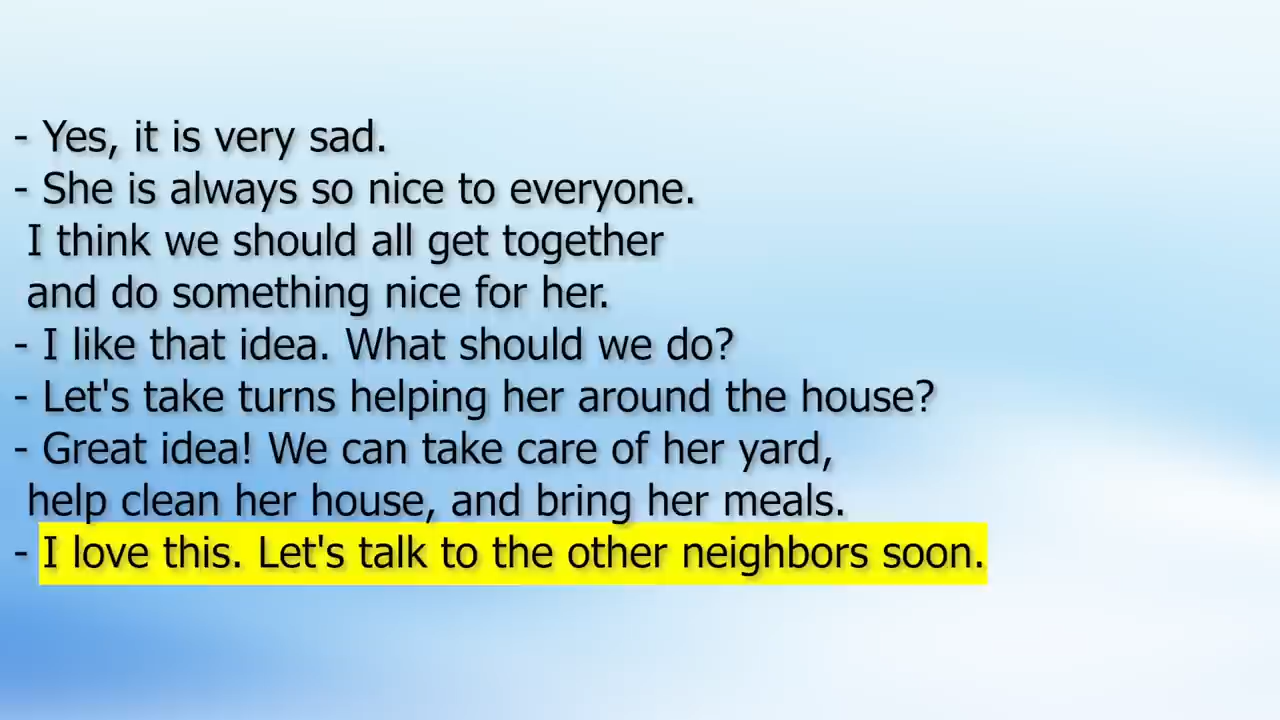 - Yes, it is very sad.
- She is always so nice to everyone.
I think we should all get together
and do something nice for her.
- I like that idea. What should we do?
- Let's take turns helping her around the house?
- Great idea! We can take care of her yard,
help clean her house, and bring her meals.
- I love this. Let's talk to the other neighbors soon.